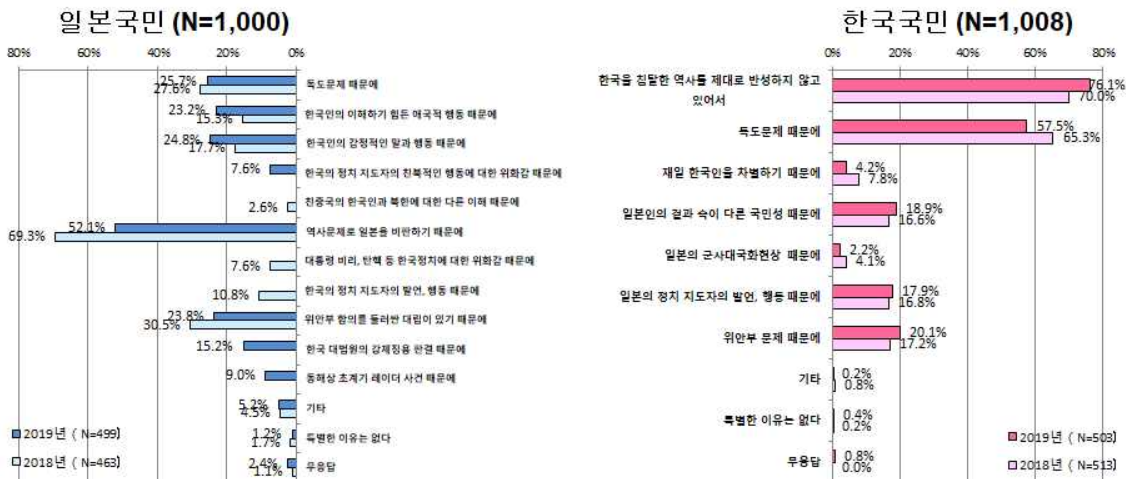 일본국민 (N=1,000)
80% 60% 40% 20% 0%
25.7%
27.6%
독도문제 때문에
23.2%
15.5%
한국인의 이해하기 힘든 애국적 행동 때문에
24.8%
17.7%
한국인의 감정적인 말과 행동 때문에
7.6%
한국의 정치 지도자의 친북적인 행동에 대한 위화감 때문에
2.6%
친중국의 한국인과 북한에 대한 다른 이해 때문에
52.1%
69.3%
역사문제로 일본을 비판하기 때문에
7.6%
대통령 비리, 탄핵 등 한국정치에 대한 위화감 때문에
10.8%
한국의 정치 지도자의 발언, 행동 때문에
23.8%
30.5%
위안부 합의를 둘러싼 대립이 있기 때문에
15.2%
한국 대법원의 강제징용 판결 때문에
9.0%
동해상 초계기 레이더 사건 때문에
5.2%
4.5%
기타
1.2%
1.7%
특별한 이유는 없다
2.4%
1.1%
무응답
2019년 ( N=499)
2018년 ( N=463)
한국국민 (N=1,008)
0% 20% 40% 60% 80%
한국을 침탈한 역사를 제대로 반성하지 않고
있어서
76.1%
70.0%
독도문제 때문에
57.5%
65.3%
재일 한국인을 차별하기 때문에
4.2%
7.8%
일본인의 겉과 속이 다른 국민성 때문에
18.9%
16.6%
일본의 군사대국화현상 때문에
2.2%
4.1%
일본의 정치 지도자의 발언, 행동 때문에
17.9%
16.8%
위안부 문제 때문에
20.1%
17.2%
기타
0.2%
0.8%
특별한 이유는 없다
0.4%
0.2%
무응답
0.8%
0.0%
2019년 ( N=503)
2018년 ( N=513)